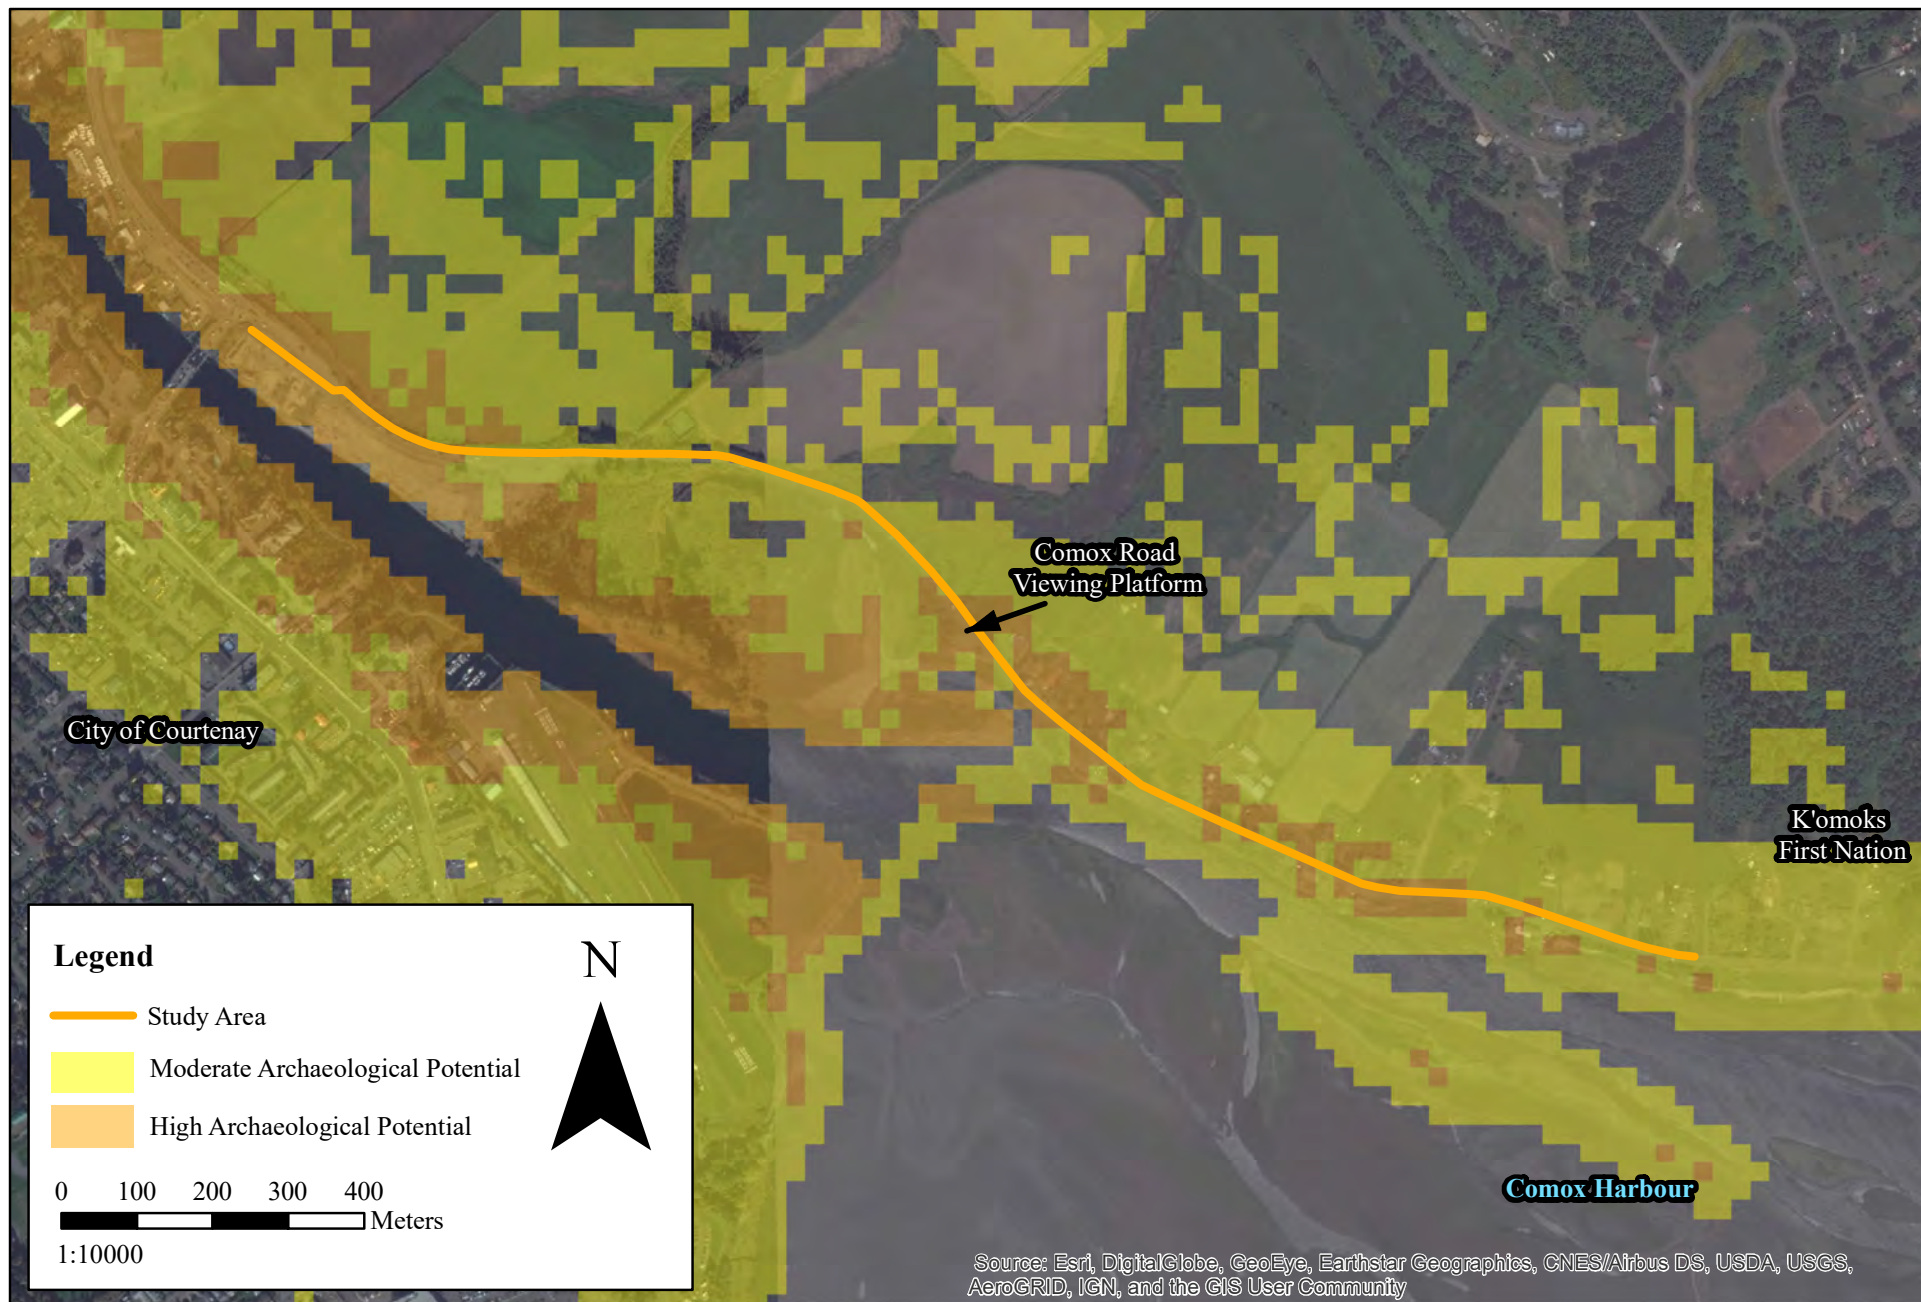 Comox Road
Viewing Platform
City of Courtenay
K'omoks
First Nation
Legend
N
Study Area
Moderate Archaeological Potential
High Archaeological Potential
0 100 200 300 400
Meters
1:10000
Comox Harbour
Source: Esri, DigitalGlobe, GeoEye, Earthstar Geographics, CNES/Airbus DS, USDA, USGS,
AeroGRID, IGN, and the GIS User Community